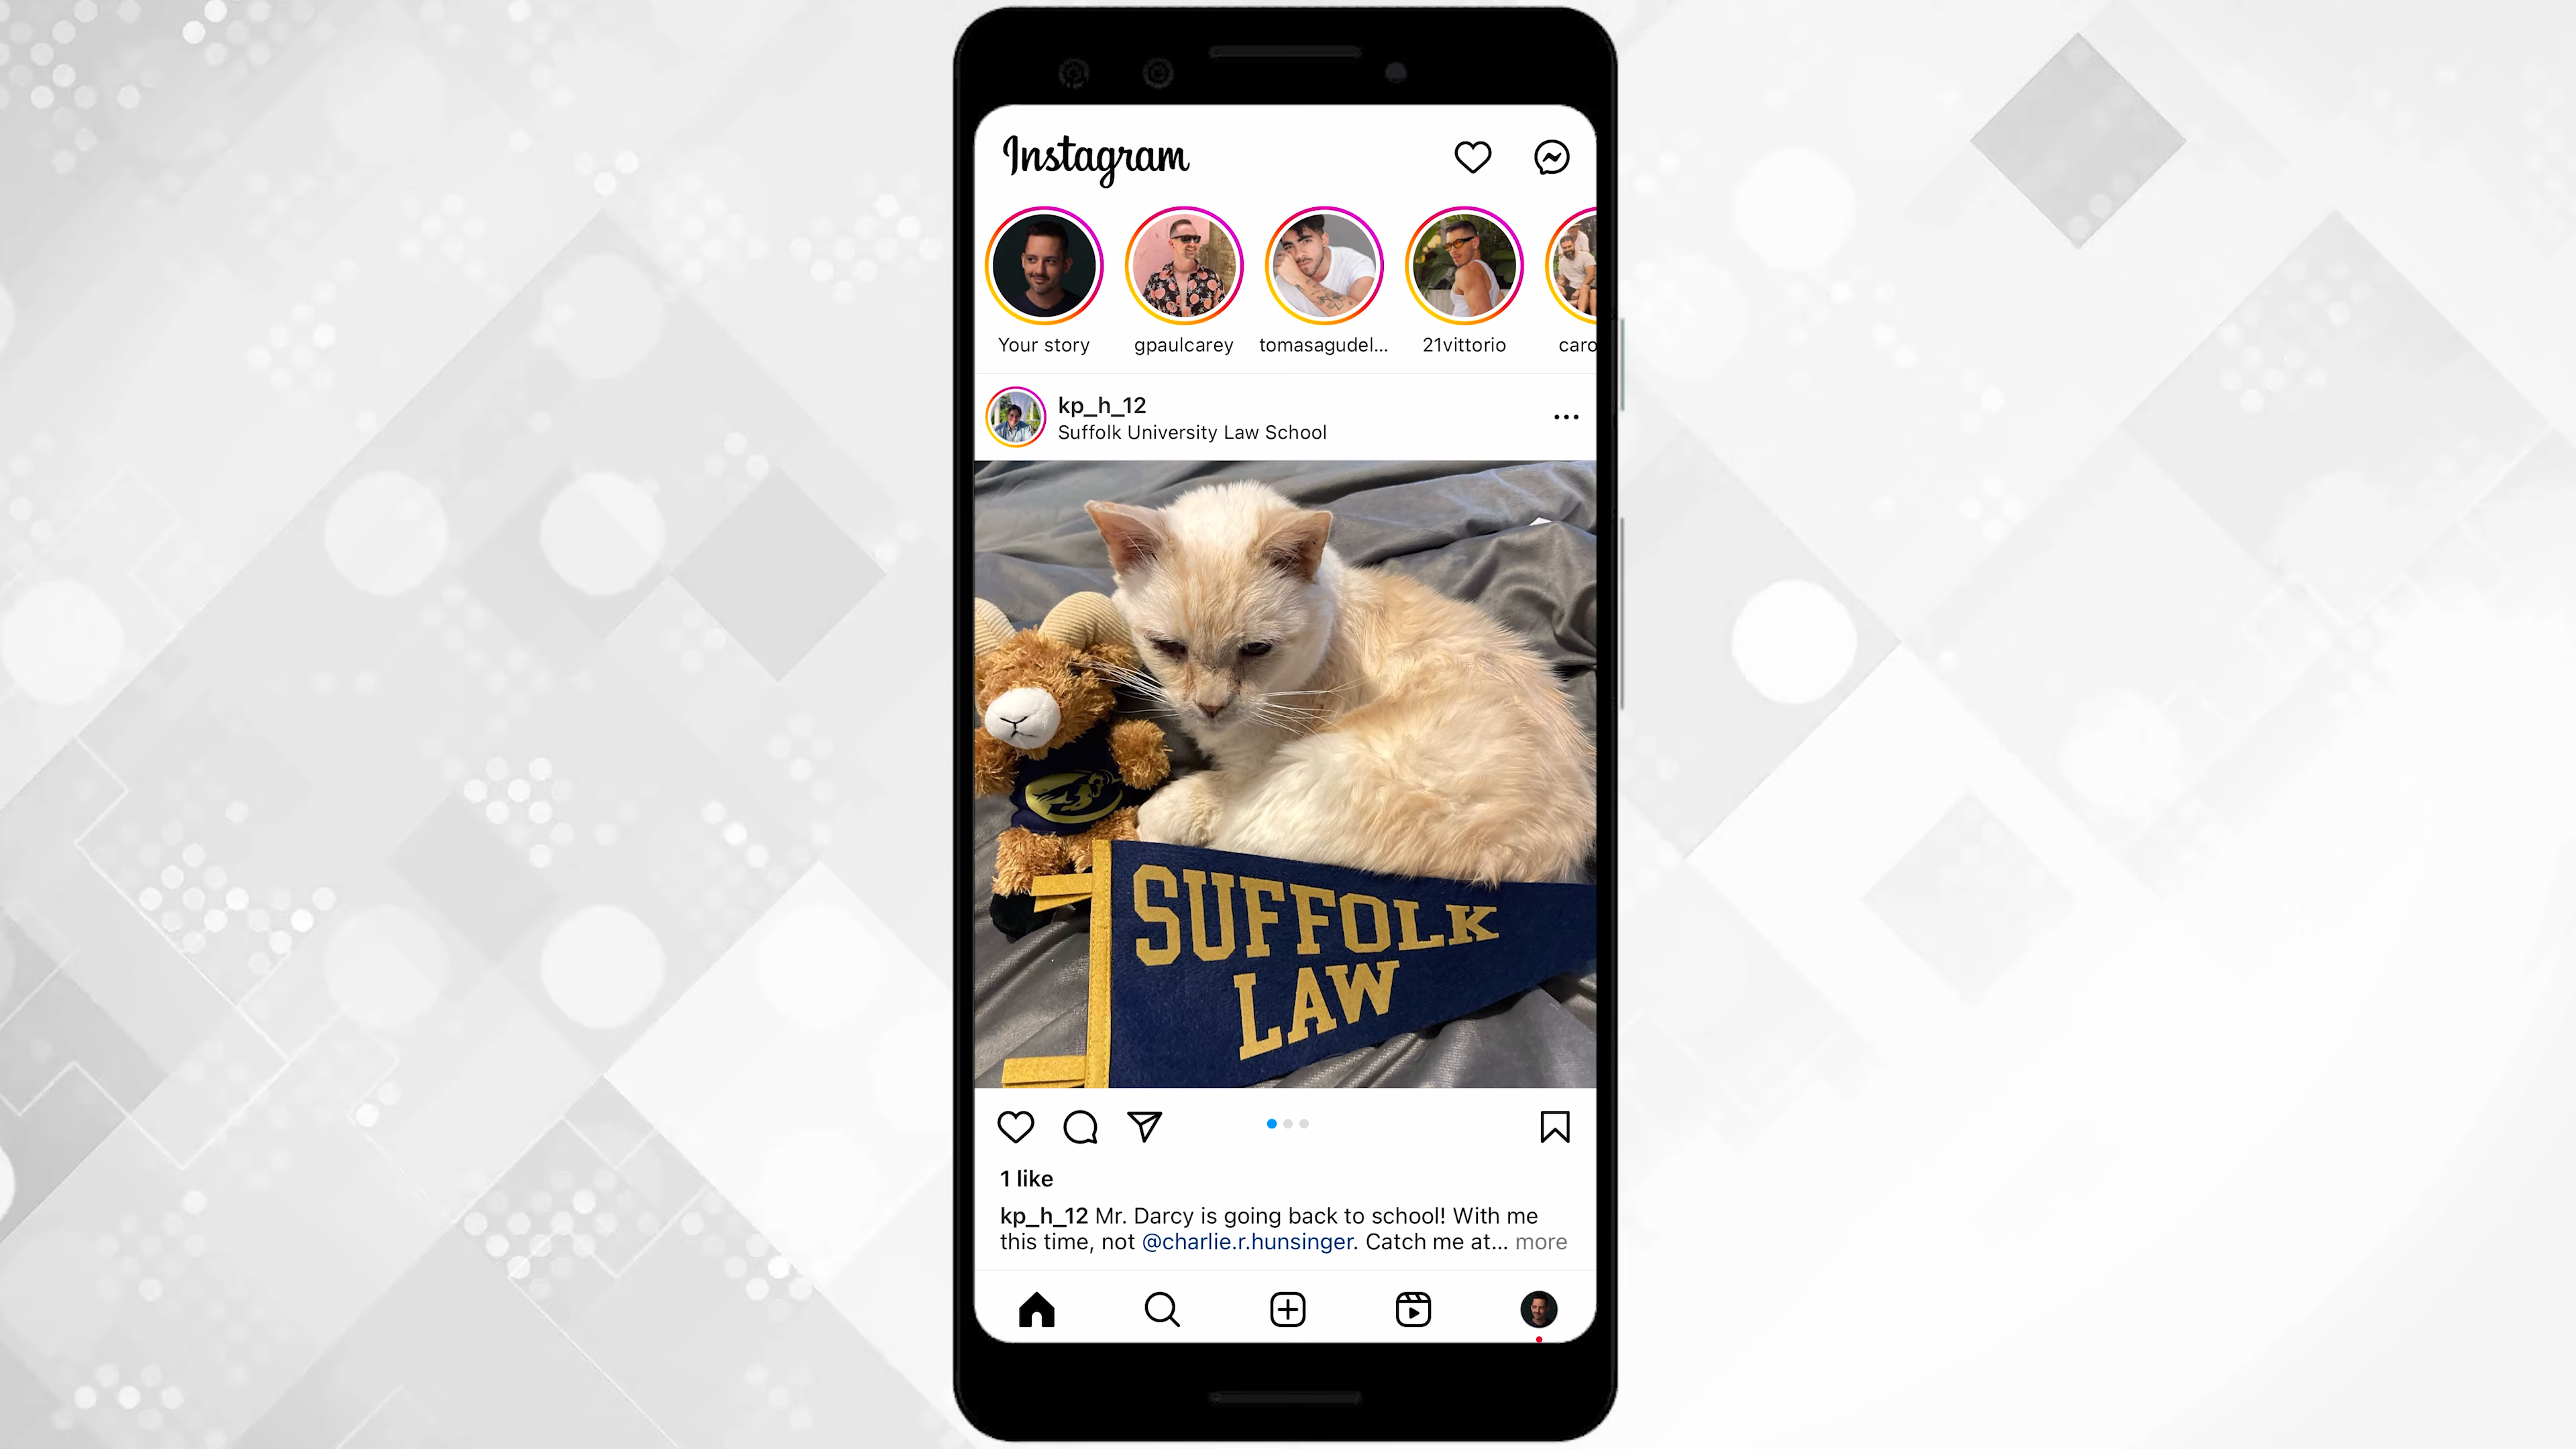 Instagram
Your story
gpaulcarey
tomasagudel...
21vittorio
caro
kp_h_12
Suffolk University Law School
SUFFOLK
LAW
1 like
kp_h_12 Mr. Darcy is going back to school! With me
this time, not @charlie.r.hunsinger. Catch me at... more